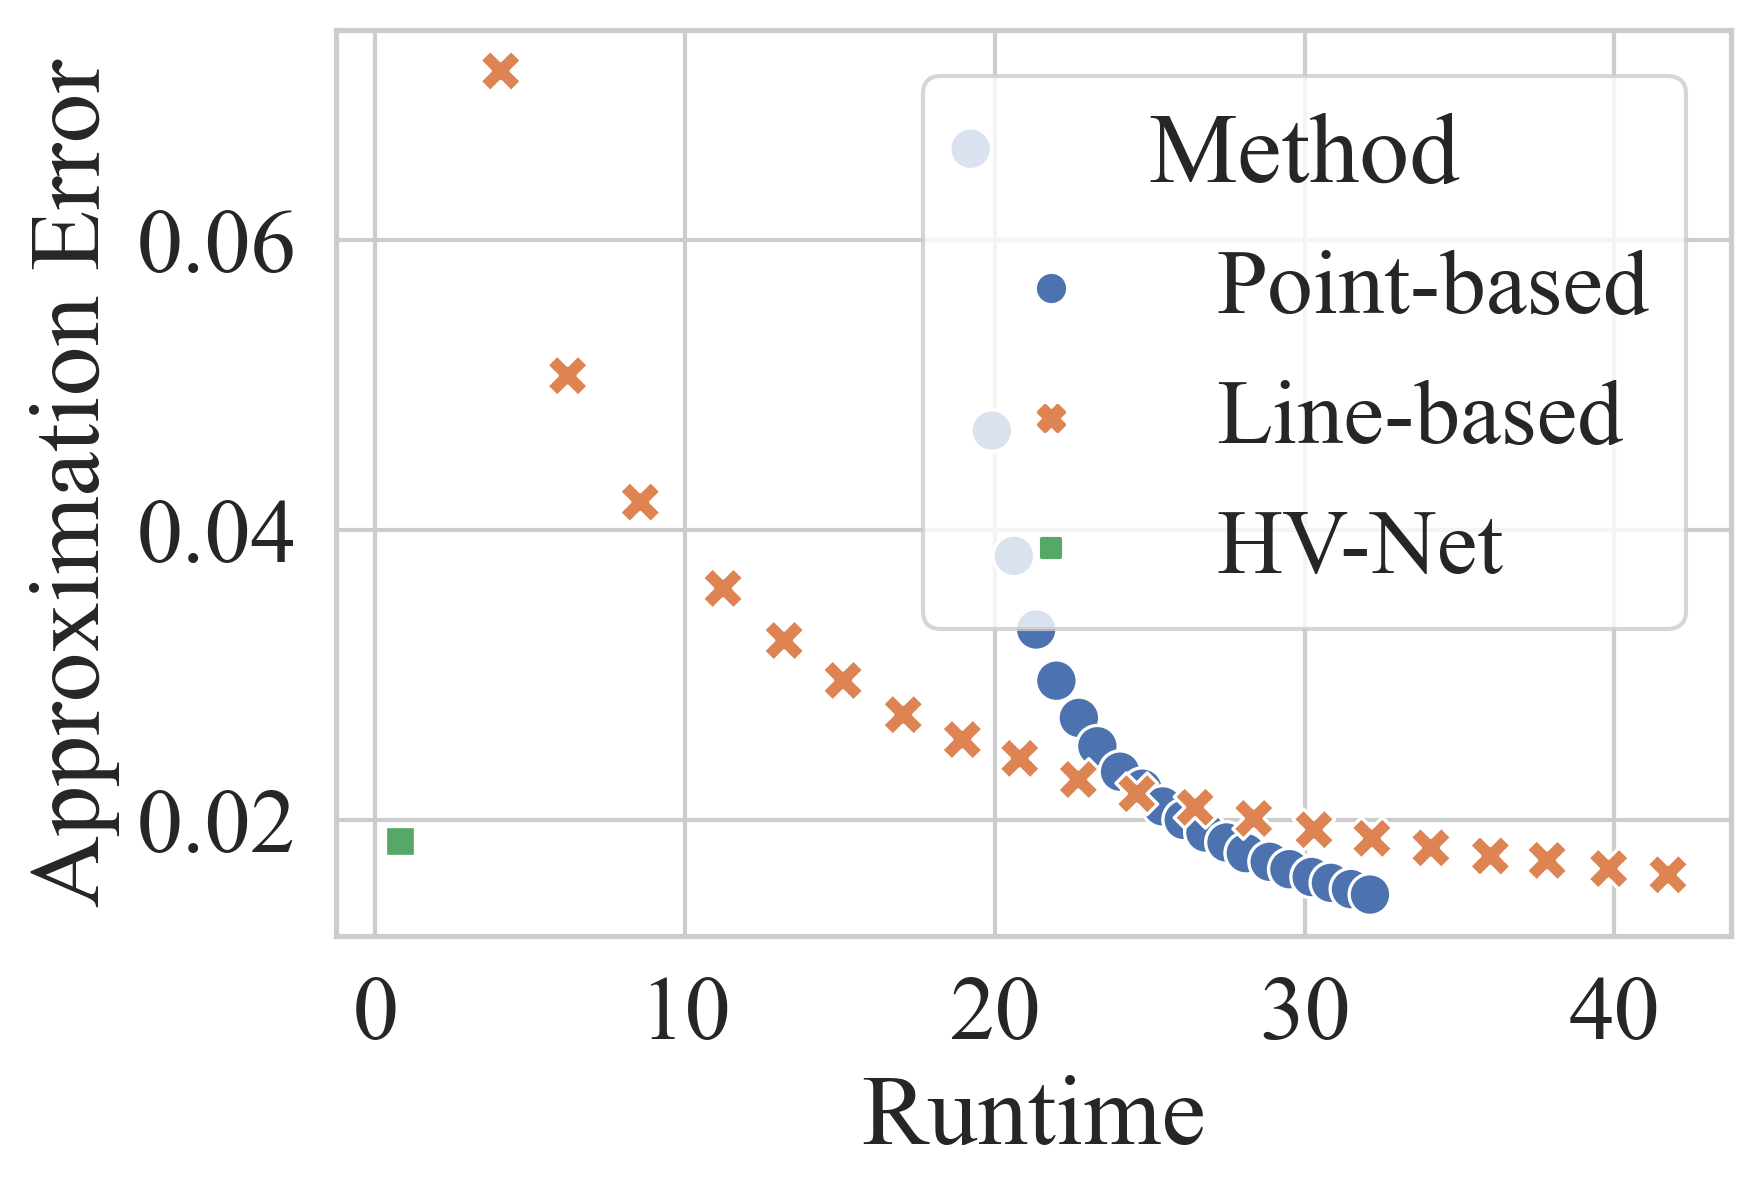 Approximation Error
0.06
0.04
0.02
Method
Point-based
Line-based
HV-Net
0 10 20 30 40
Runtime